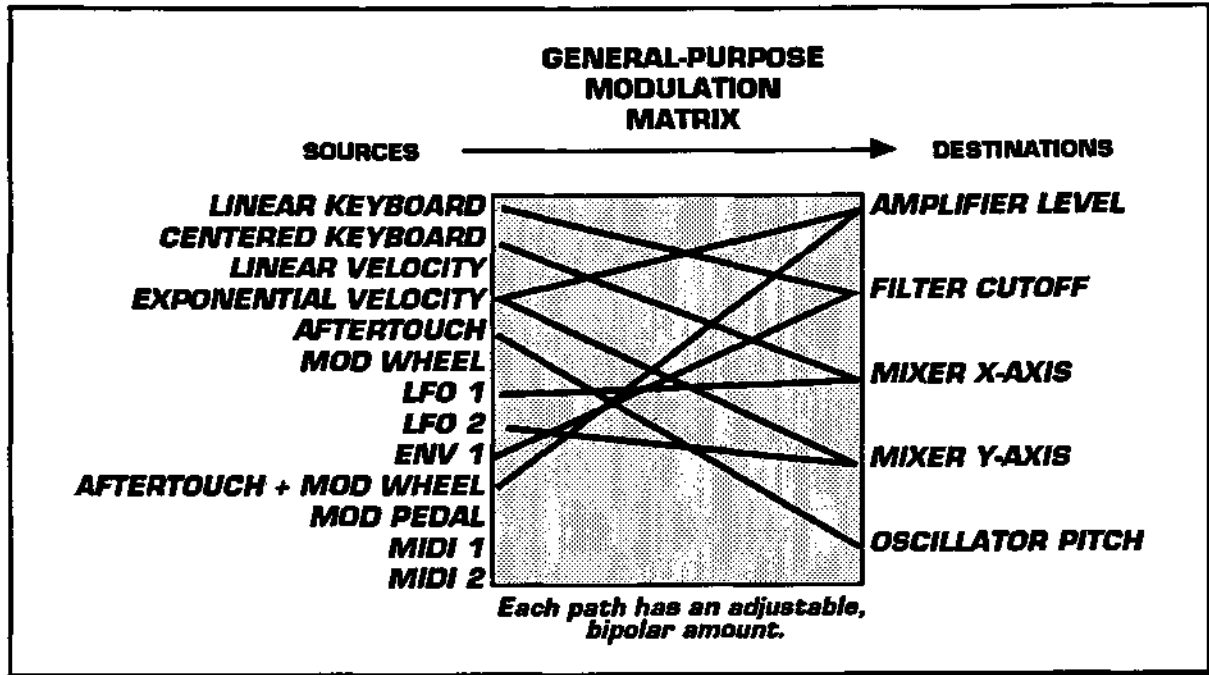 GENERAL-PURPOSE
MODULATION
MATRIX
SOURCES
DESTINATIONS
LINEAR KEYBOARD
CENTERED KEYBOARD
LINEAR VELOCITY
EXPONENTIAL VELOCITY
AFTERTOUCH
MOD WHEEL
LFO 1
LFO 2
ENV 1
AFTERTOUCH + MOD WHEEL
MOD PEDAL
MIDI 1
MIDI 2
AMPLIFIER LEVEL
FILTER CUTOFF
MIXER X-AXIS
MIXER Y-AXIS
OSCILLATOR PITCH
Each path has an adjustable,
bipolar amount.